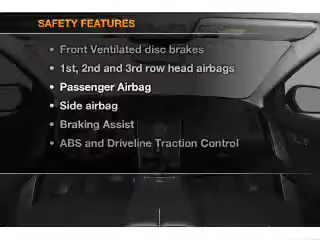 SAFETY FEATURES
• Front Ventilated disc brakes
• 1st, 2nd and 3rd row head airbags
• Passenger Airbag
• Side airbag
• Braking Assist
• ABS and Driveline Traction Control